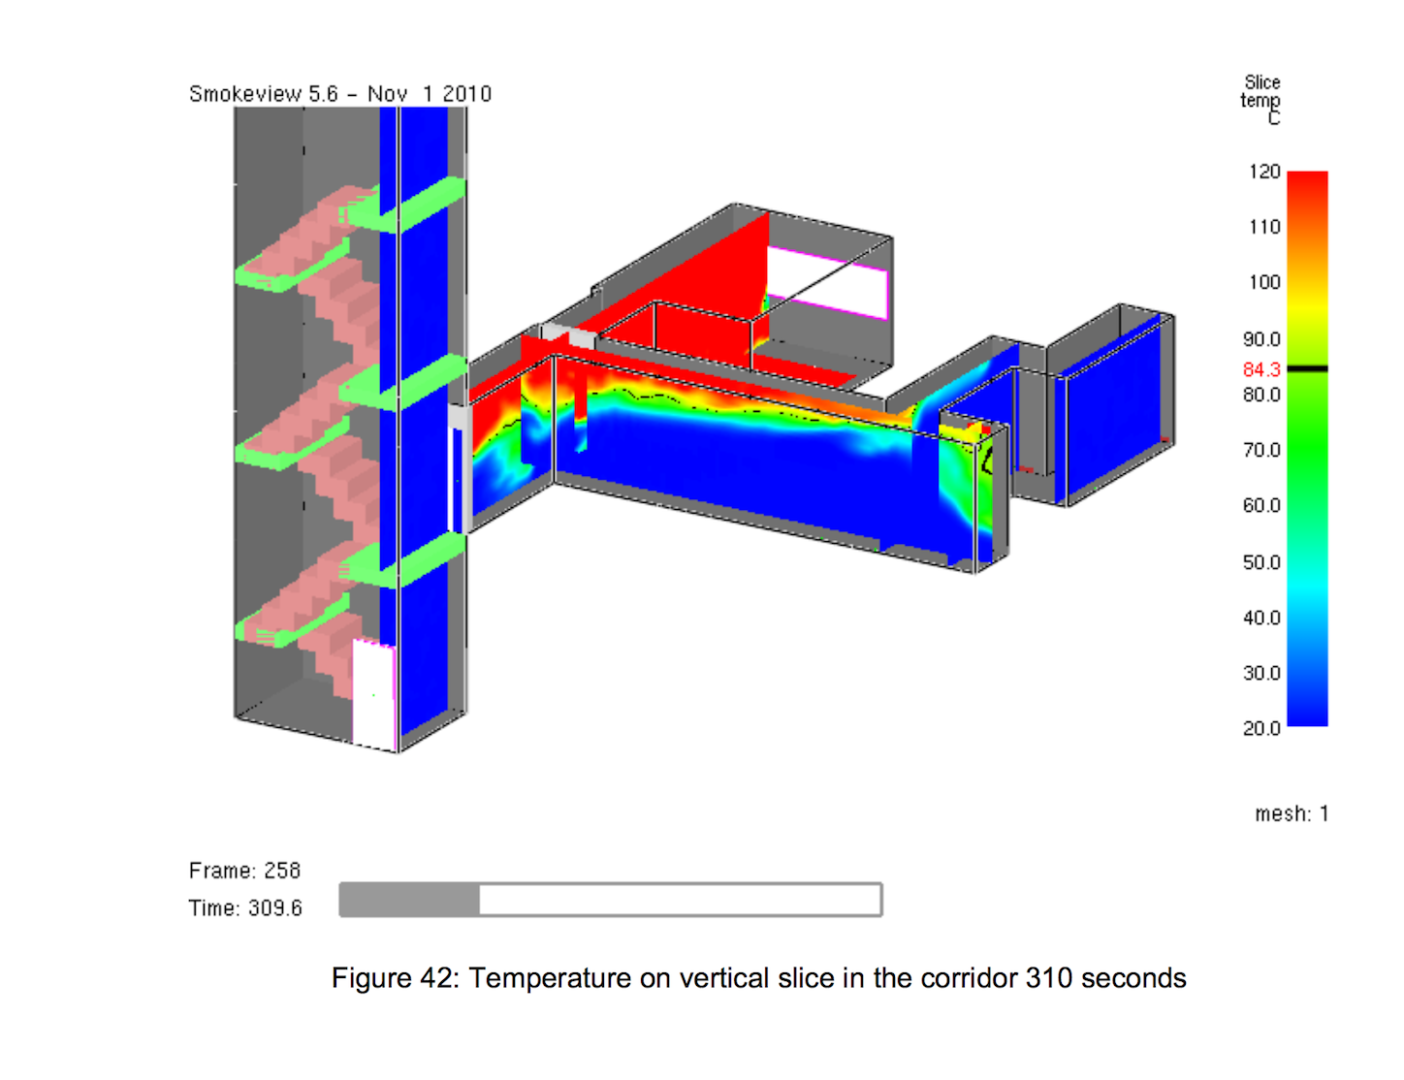 Smokeview 5.6 - Nov 1 2010
Slice
temp
C
120
110
100
90.0
84.3
80.0
70.0
60.0
50.0
40.0
30.0
20.0
mesh: 1
Frame: 258
Time: 309.6
Figure 42: Temperature on vertical slice in the corridor 310 seconds